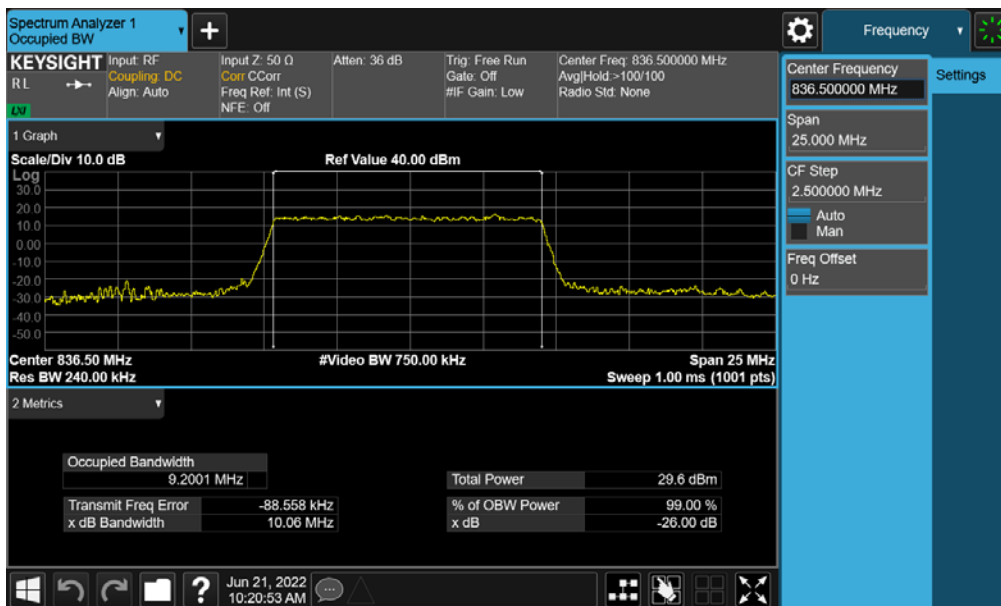 Spectrum Analyzer 1
Occupied BW
+
Frequency
KEYSIGHT Input: RF Input Z: 50 Ω Atten: 36 dB Trig: Free Run Center Freq: 836.500000 MHz
RL Coupling: DC Corr CCorr Gate: Off Avg|Hold:>100/100
Align: Auto Freq Ref: Int (S) #IF Gain: Low Radio Std: None
LXI NFE: Off
Center Frequency
836.500000 MHz
Settings
Span
25.000 MHz
CF Step
2.500000 MHz
Auto
Man
Freq Offset
0 Hz
1 Graph
Scale/Div 10.0 dB Ref Value 40.00 dBm
Log
30.0
20.0
10.0
0.00
-10.0
-20.0
-30.0
-40.0
-50.0
Center 836.50 MHz #Video BW 750.00 kHz Span 25 MHz
Res BW 240.00 kHz Sweep 1.00 ms (1001 pts)
2 Metrics
Occupied Bandwidth
9.2001 MHz Total Power 29.6 dBm
Transmit Freq Error -88.558 kHz % of OBW Power 99.00 %
x dB Bandwidth 10.06 MHz x dB -26.00 dB
? Jun 21, 2022
10:20:53 AM